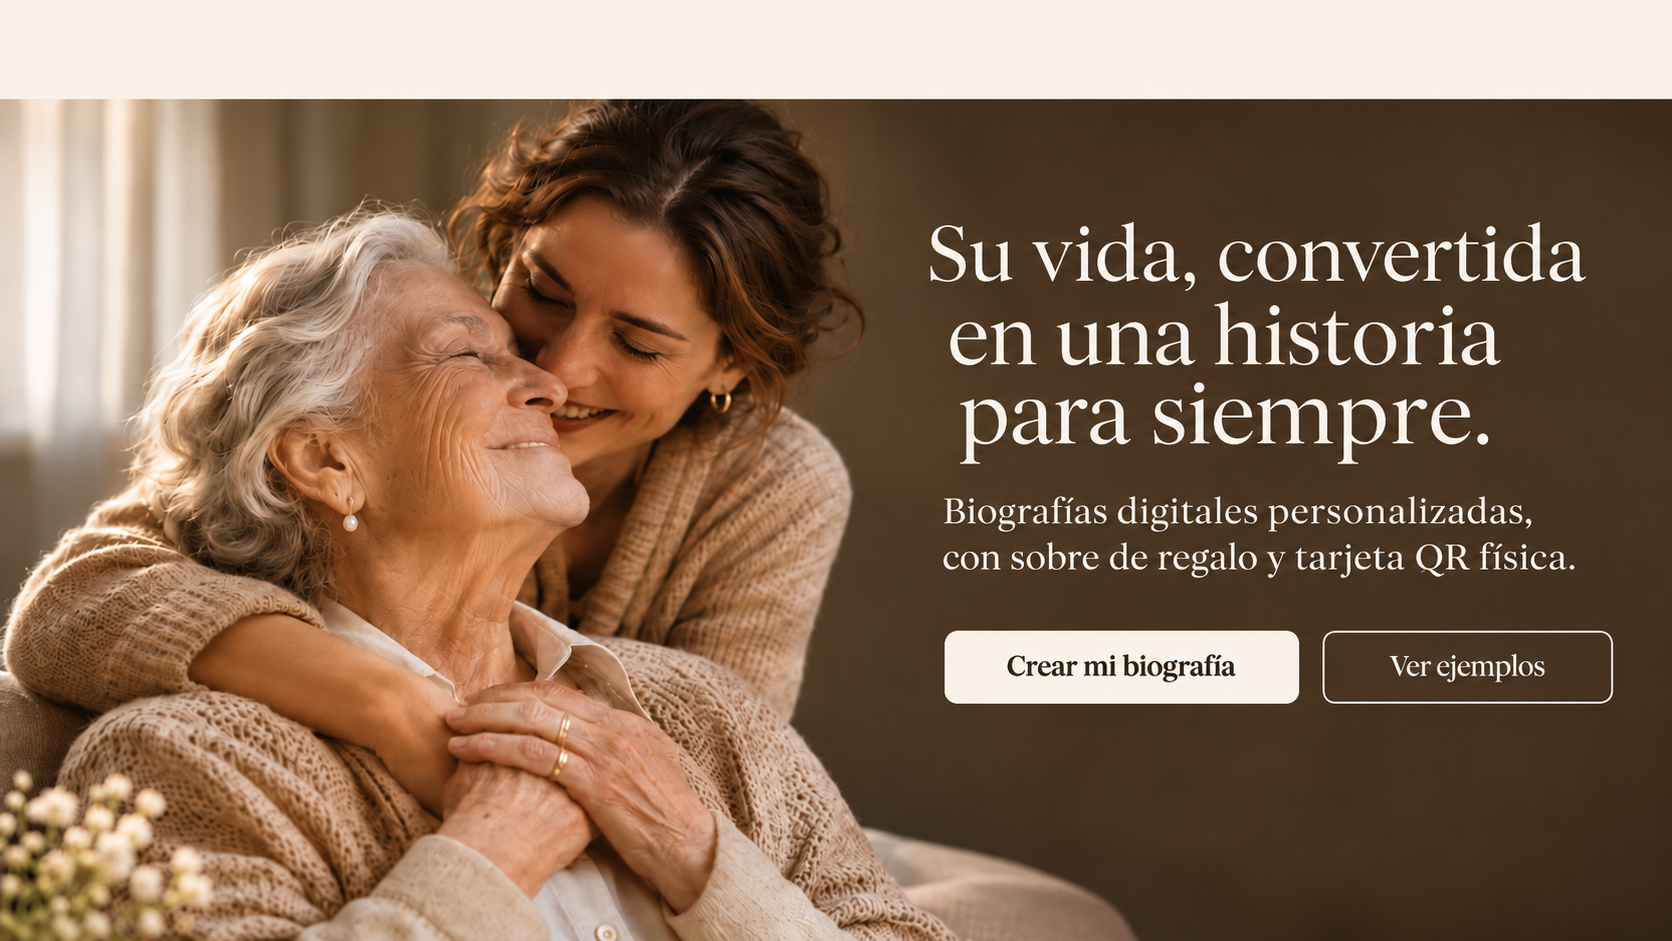 Su vida, convertida
en una historia
para siempre.
Biografías digitales personalizadas,
con sobre de regalo y tarjeta QR física.
Crear mi biografía
Ver ejemplos